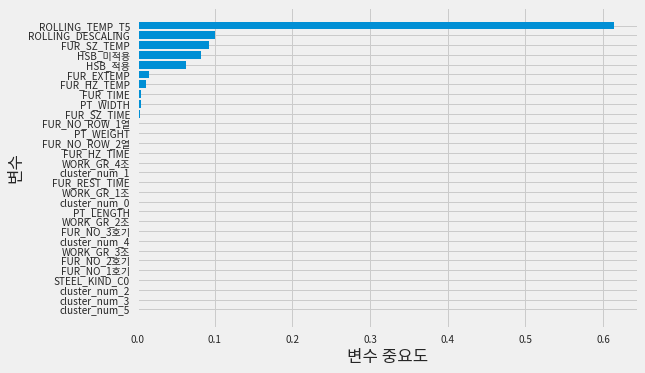 ROLLING_TEMP_T5
ROLLING_DESCALING
FUR_SZ_TEMP
HSB_미적용
HSB_적용
FUR_EXTEMP
FUR_HZ_TEMP
FUR_TIME
PT_WIDTH
FUR_SZ_TIME
FUR_NO_ROW_1열
PT_WEIGHT
FUR_NO_ROW_2열
FUR_HZ_TIME
WORK_GR_4조
cluster_num_1
FUR_REST_TIME
WORK_GR_1조
cluster_num_0
PT_LENGTH
WORK_GR_2조
FUR_NO_3호기
cluster_num_4
WORK_GR_3조
FUR_NO_2호기
FUR_NO_1호기
STEEL_KIND_C0
cluster_num_2
cluster_num_3
cluster_num_5
변수
0.0 0.1 0.2 0.3 0.4 0.5 0.6
변수 중요도